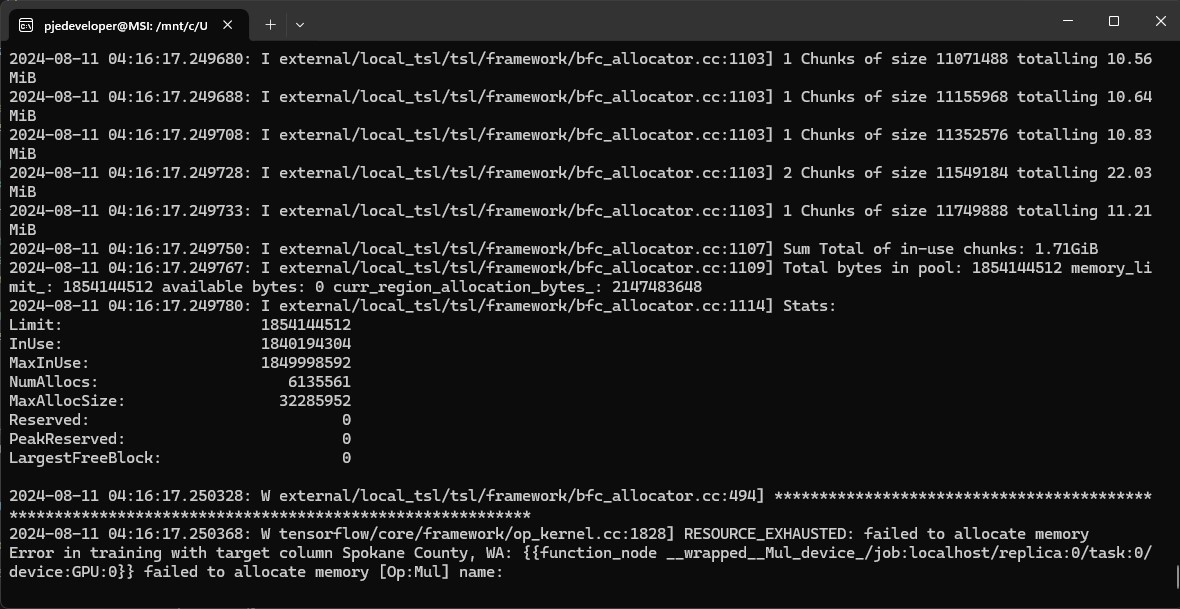 pjedeveloper@MSI: /mnt/c/U
2024-08-11 04:16:17.249680: I external/local_tsl/tsl/framework/bfc_allocator.cc:1103] 1 Chunks of size 11071488 totalling 10.56
MiB
2024-08-11 04:16:17.249688: I external/local_tsl/tsl/framework/bfc_allocator.cc:1103] 1 Chunks of size 11155968 totalling 10.64
MiB
2024-08-11 04:16:17.249708: I external/local_tsl/tsl/framework/bfc_allocator.cc:1103] 1 Chunks of size 11352576 totalling 10.83
MiB
2024-08-11 04:16:17.249728: I external/local_tsl/tsl/framework/bfc_allocator.cc:1103] 2 Chunks of size 11549184 totalling 22.03
MiB
2024-08-11 04:16:17.249733: I external/local_tsl/tsl/framework/bfc_allocator.cc:1103] 1 Chunks of size 11749888 totalling 11.21
MiB
2024-08-11 04:16:17.249750: I external/local_tsl/tsl/framework/bfc_allocator.cc:1107] Sum Total of in-use chunks: 1.71GiB
2024-08-11 04:16:17.249767: I external/local_tsl/tsl/framework/bfc_allocator.cc:1109] Total bytes in pool: 1854144512 memory_li
mit_: 1854144512 available bytes: 0 curr_region_allocation_bytes_: 2147483648
2024-08-11 04:16:17.249780: I external/local_tsl/tsl/framework/bfc_allocator.cc:1114] Stats:
Limit: 1854144512
InUse: 1840194304
MaxInUse: 1849998592
NumAllocs: 6135561
MaxAllocSize: 32285952
Reserved: 0
PeakReserved: 0
LargestFreeBlock: 0
2024-08-11 04:16:17.250328: W external/local_tsl/tsl/framework/bfc_allocator.cc:494] ******************************************
**********************************************************
2024-08-11 04:16:17.250368: W tensorflow/core/framework/op_kernel.cc:1828] RESOURCE_EXHAUSTED: failed to allocate memory
Error in training with target column Spokane County, WA: {{function_node __wrapped__Mul_device_/job:localhost/replica:0/task:0/
device:GPU:0}} failed to allocate memory [Op:Mul] name: